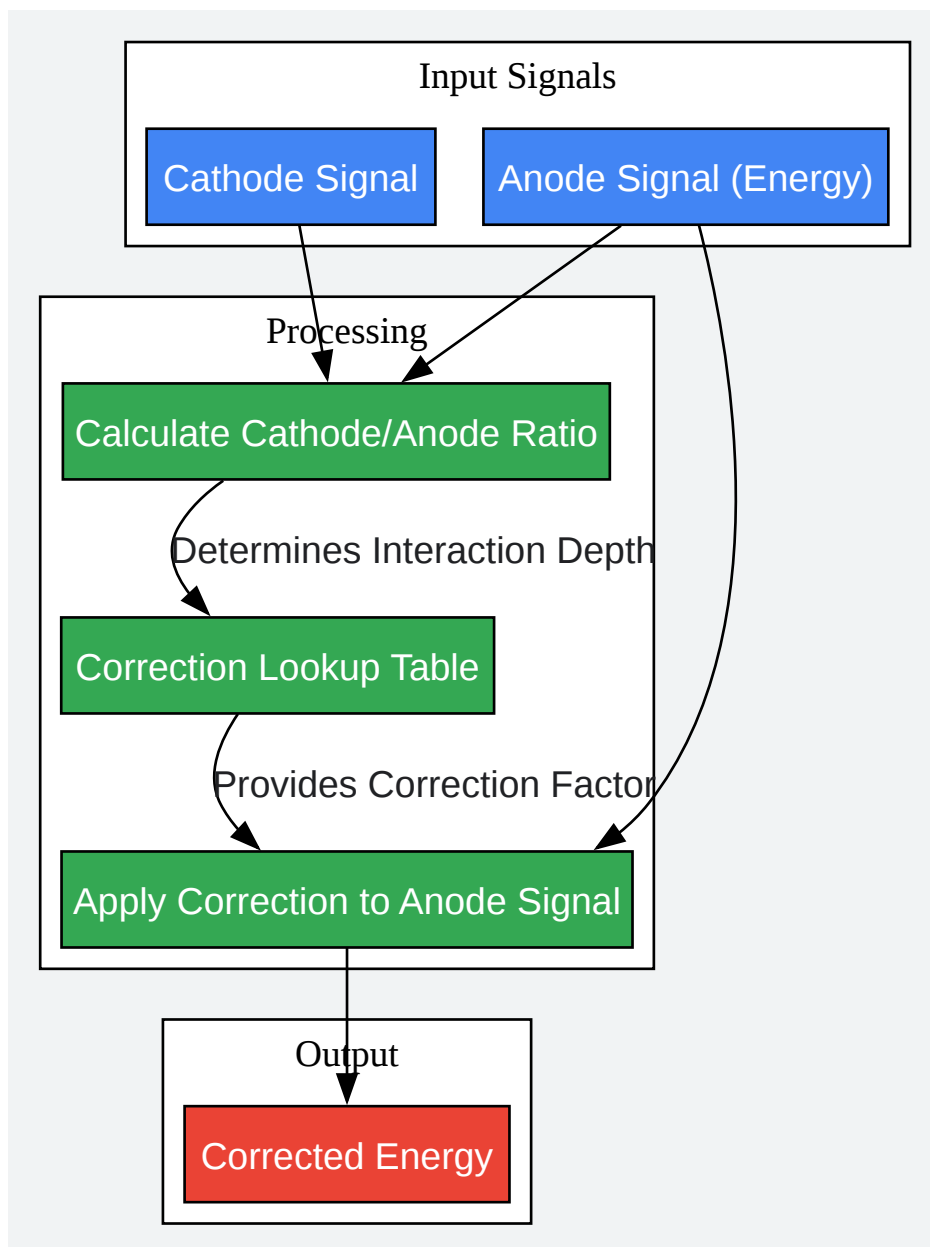 Input Signals
Cathode Signal
Anode Signal (Energy)
Processing
Calculate Cathode/Anode Ratio
Determines Interaction Depth
Correction Lookup Table
Provides Correction Factor
Apply Correction to Anode Signal
Output
Corrected Energy